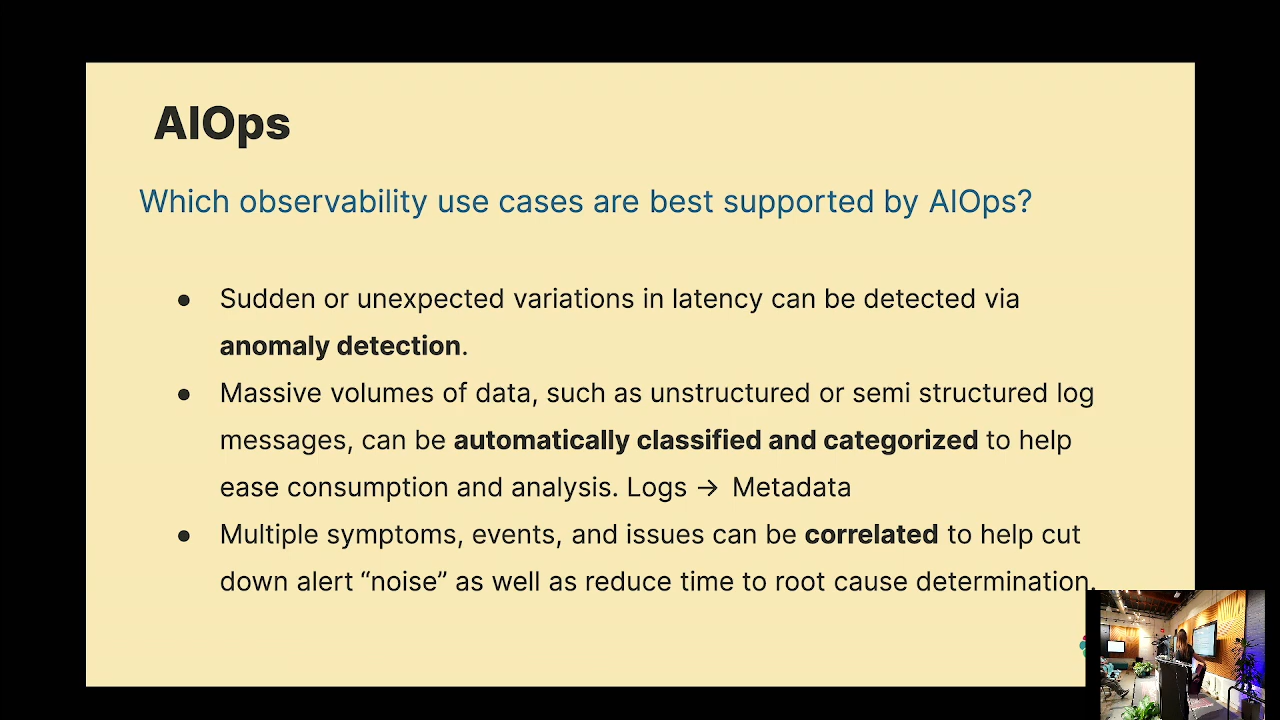 AIOps
Which observability use cases are best supported by AIOps?
● Sudden or unexpected variations in latency can be detected via
anomaly detection.
● Massive volumes of data, such as unstructured or semi structured log
messages, can be automatically classified and categorized to help
ease consumption and analysis. Logs → Metadata
● Multiple symptoms, events, and issues can be correlated to help cut
down alert “noise” as well as reduce time to root cause determination.